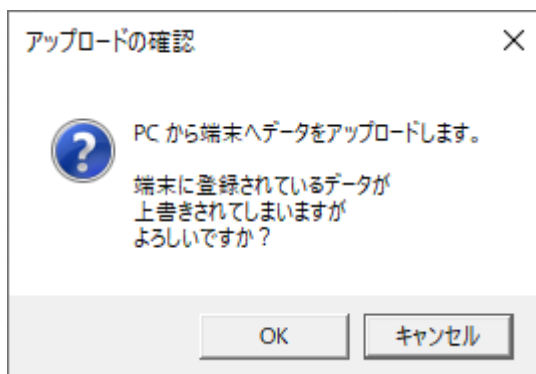 アップロードの確認
PC から端末へデータをアップロードします。
端末に登録されているデータが
上書きされてしまいますが
よろしいですか？
OK
キャンセル